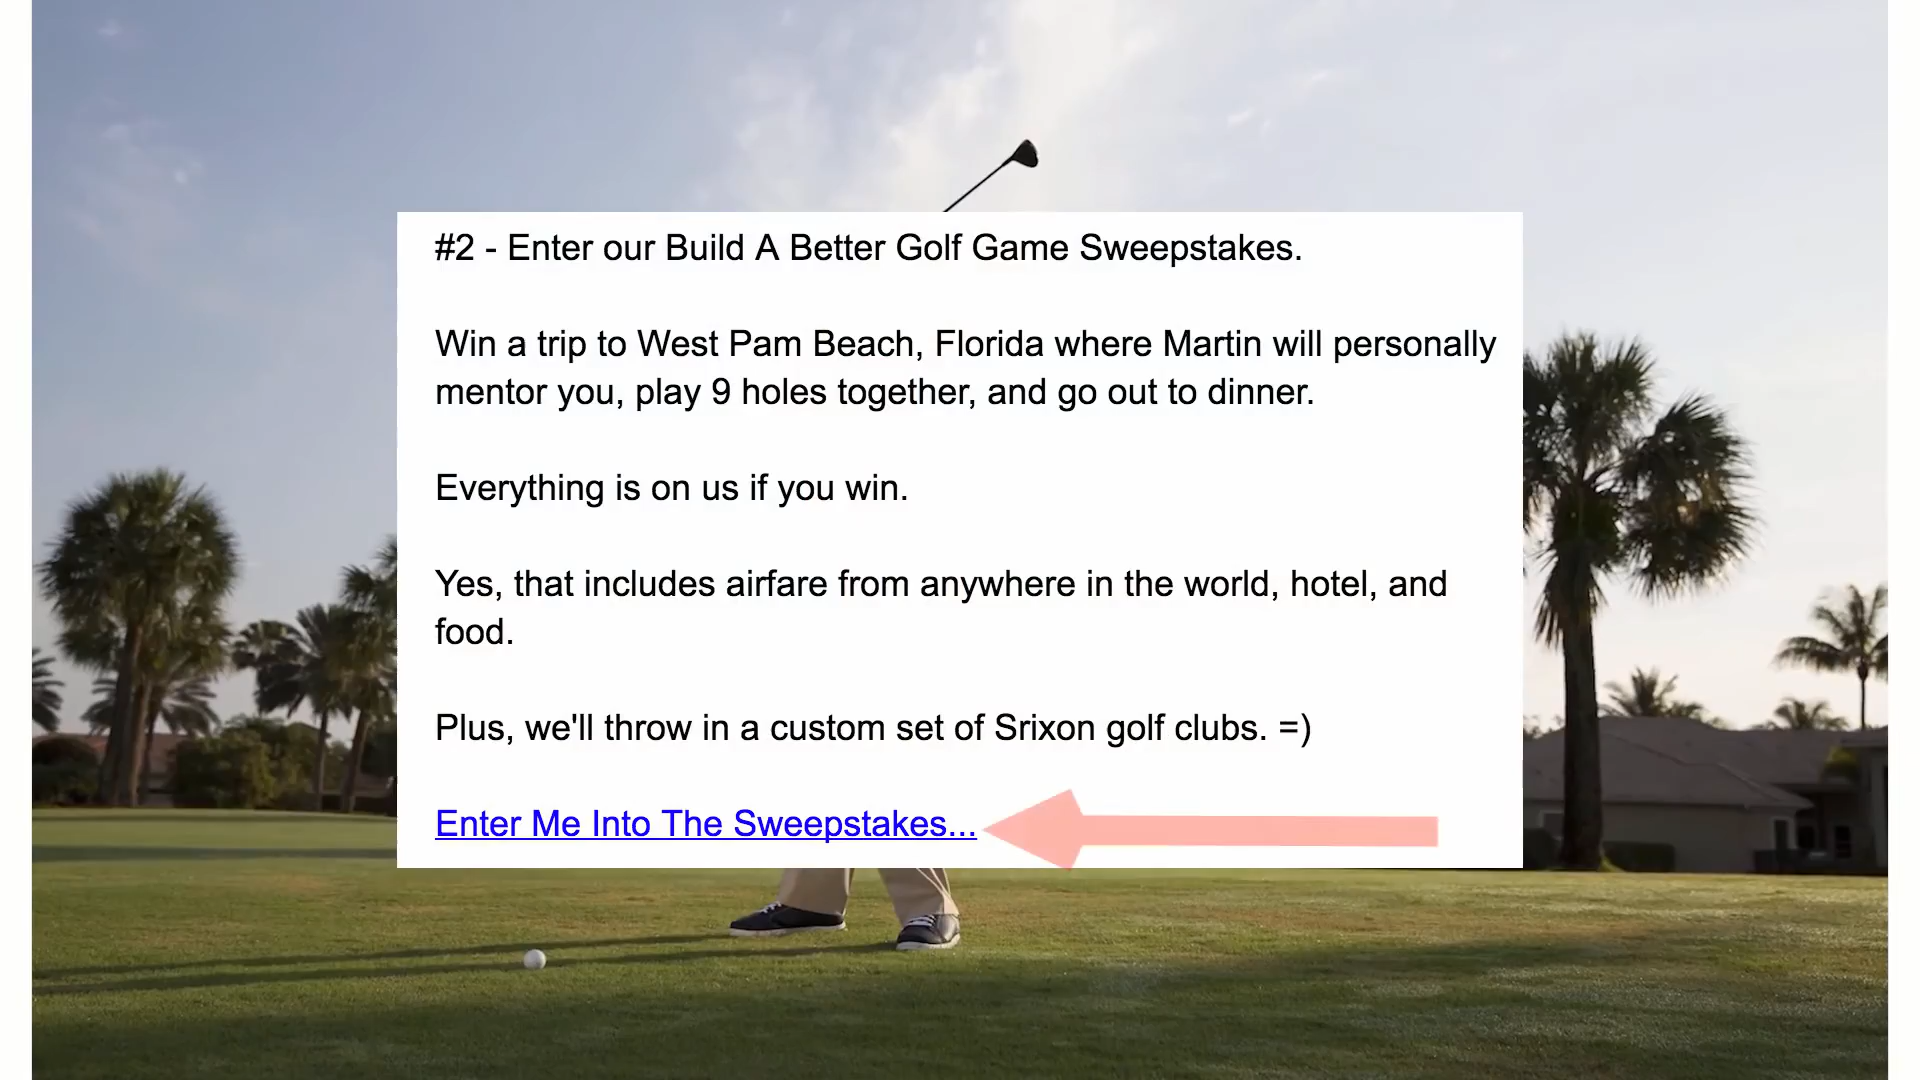 #2 - Enter our Build A Better Golf Game Sweepstakes.
Win a trip to West Pam Beach, Florida where Martin will personally
mentor you, play 9 holes together, and go out to dinner.
Everything is on us if you win.
Yes, that includes airfare from anywhere in the world, hotel, and
food.
Plus, we'll throw in a custom set of Srixon golf clubs. =)
Enter Me Into The Sweepstakes...